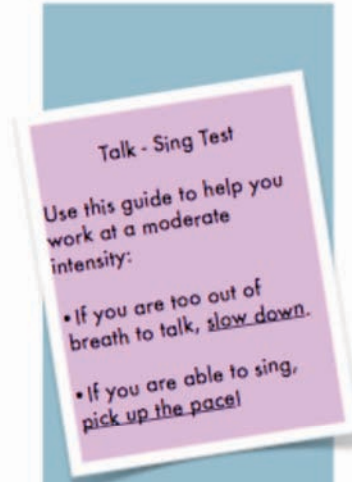 Talk - Sing Test
Use this guide to help you
work at a moderate
intensity:
• If you are too out of
breath to talk, slow down.
• If you are able to sing,
pick up the pace!